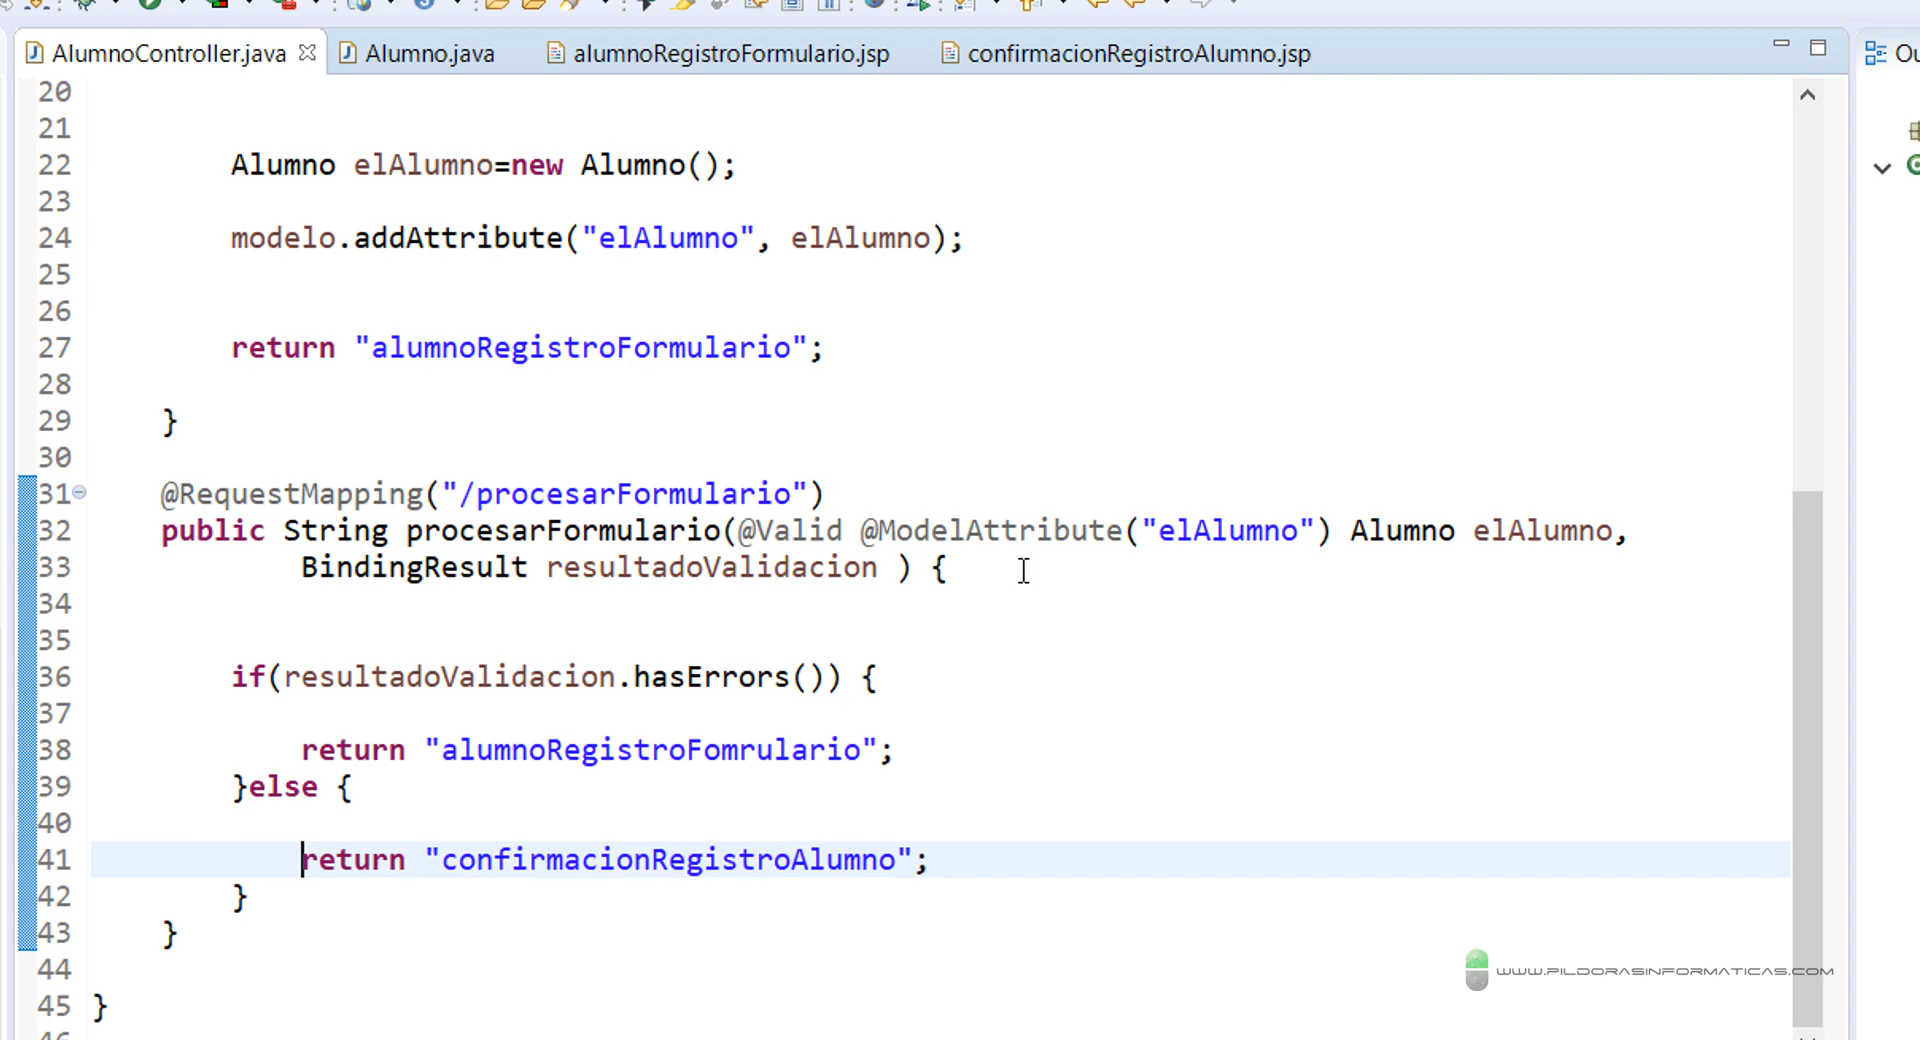 AlumnoController.java
Alumno.java
alumnoRegistroFormulario.jsp
confirmacionRegistroAlumno.jsp
20
21
22 Alumno elAlumno=new Alumno();
23
24 modelo.addAttribute("elAlumno", elAlumno);
25
26
27 return "alumnoRegistroFormulario";
28
29 }
30
31 @RequestMapping("/procesarFormulario")
32 public String procesarFormulario(@Valid @ModelAttribute("elAlumno") Alumno elAlumno,
33 BindingResult resultadoValidacion ) {
34
35
36 if(resultadoValidacion.hasErrors()) {
37
38 return "alumnoRegistroFomrulario";
39 }else {
40
41 return "confirmacionRegistroAlumno";
42 }
43 }
44
45 }
WWW.PILDORASINFORMATICAS.COM